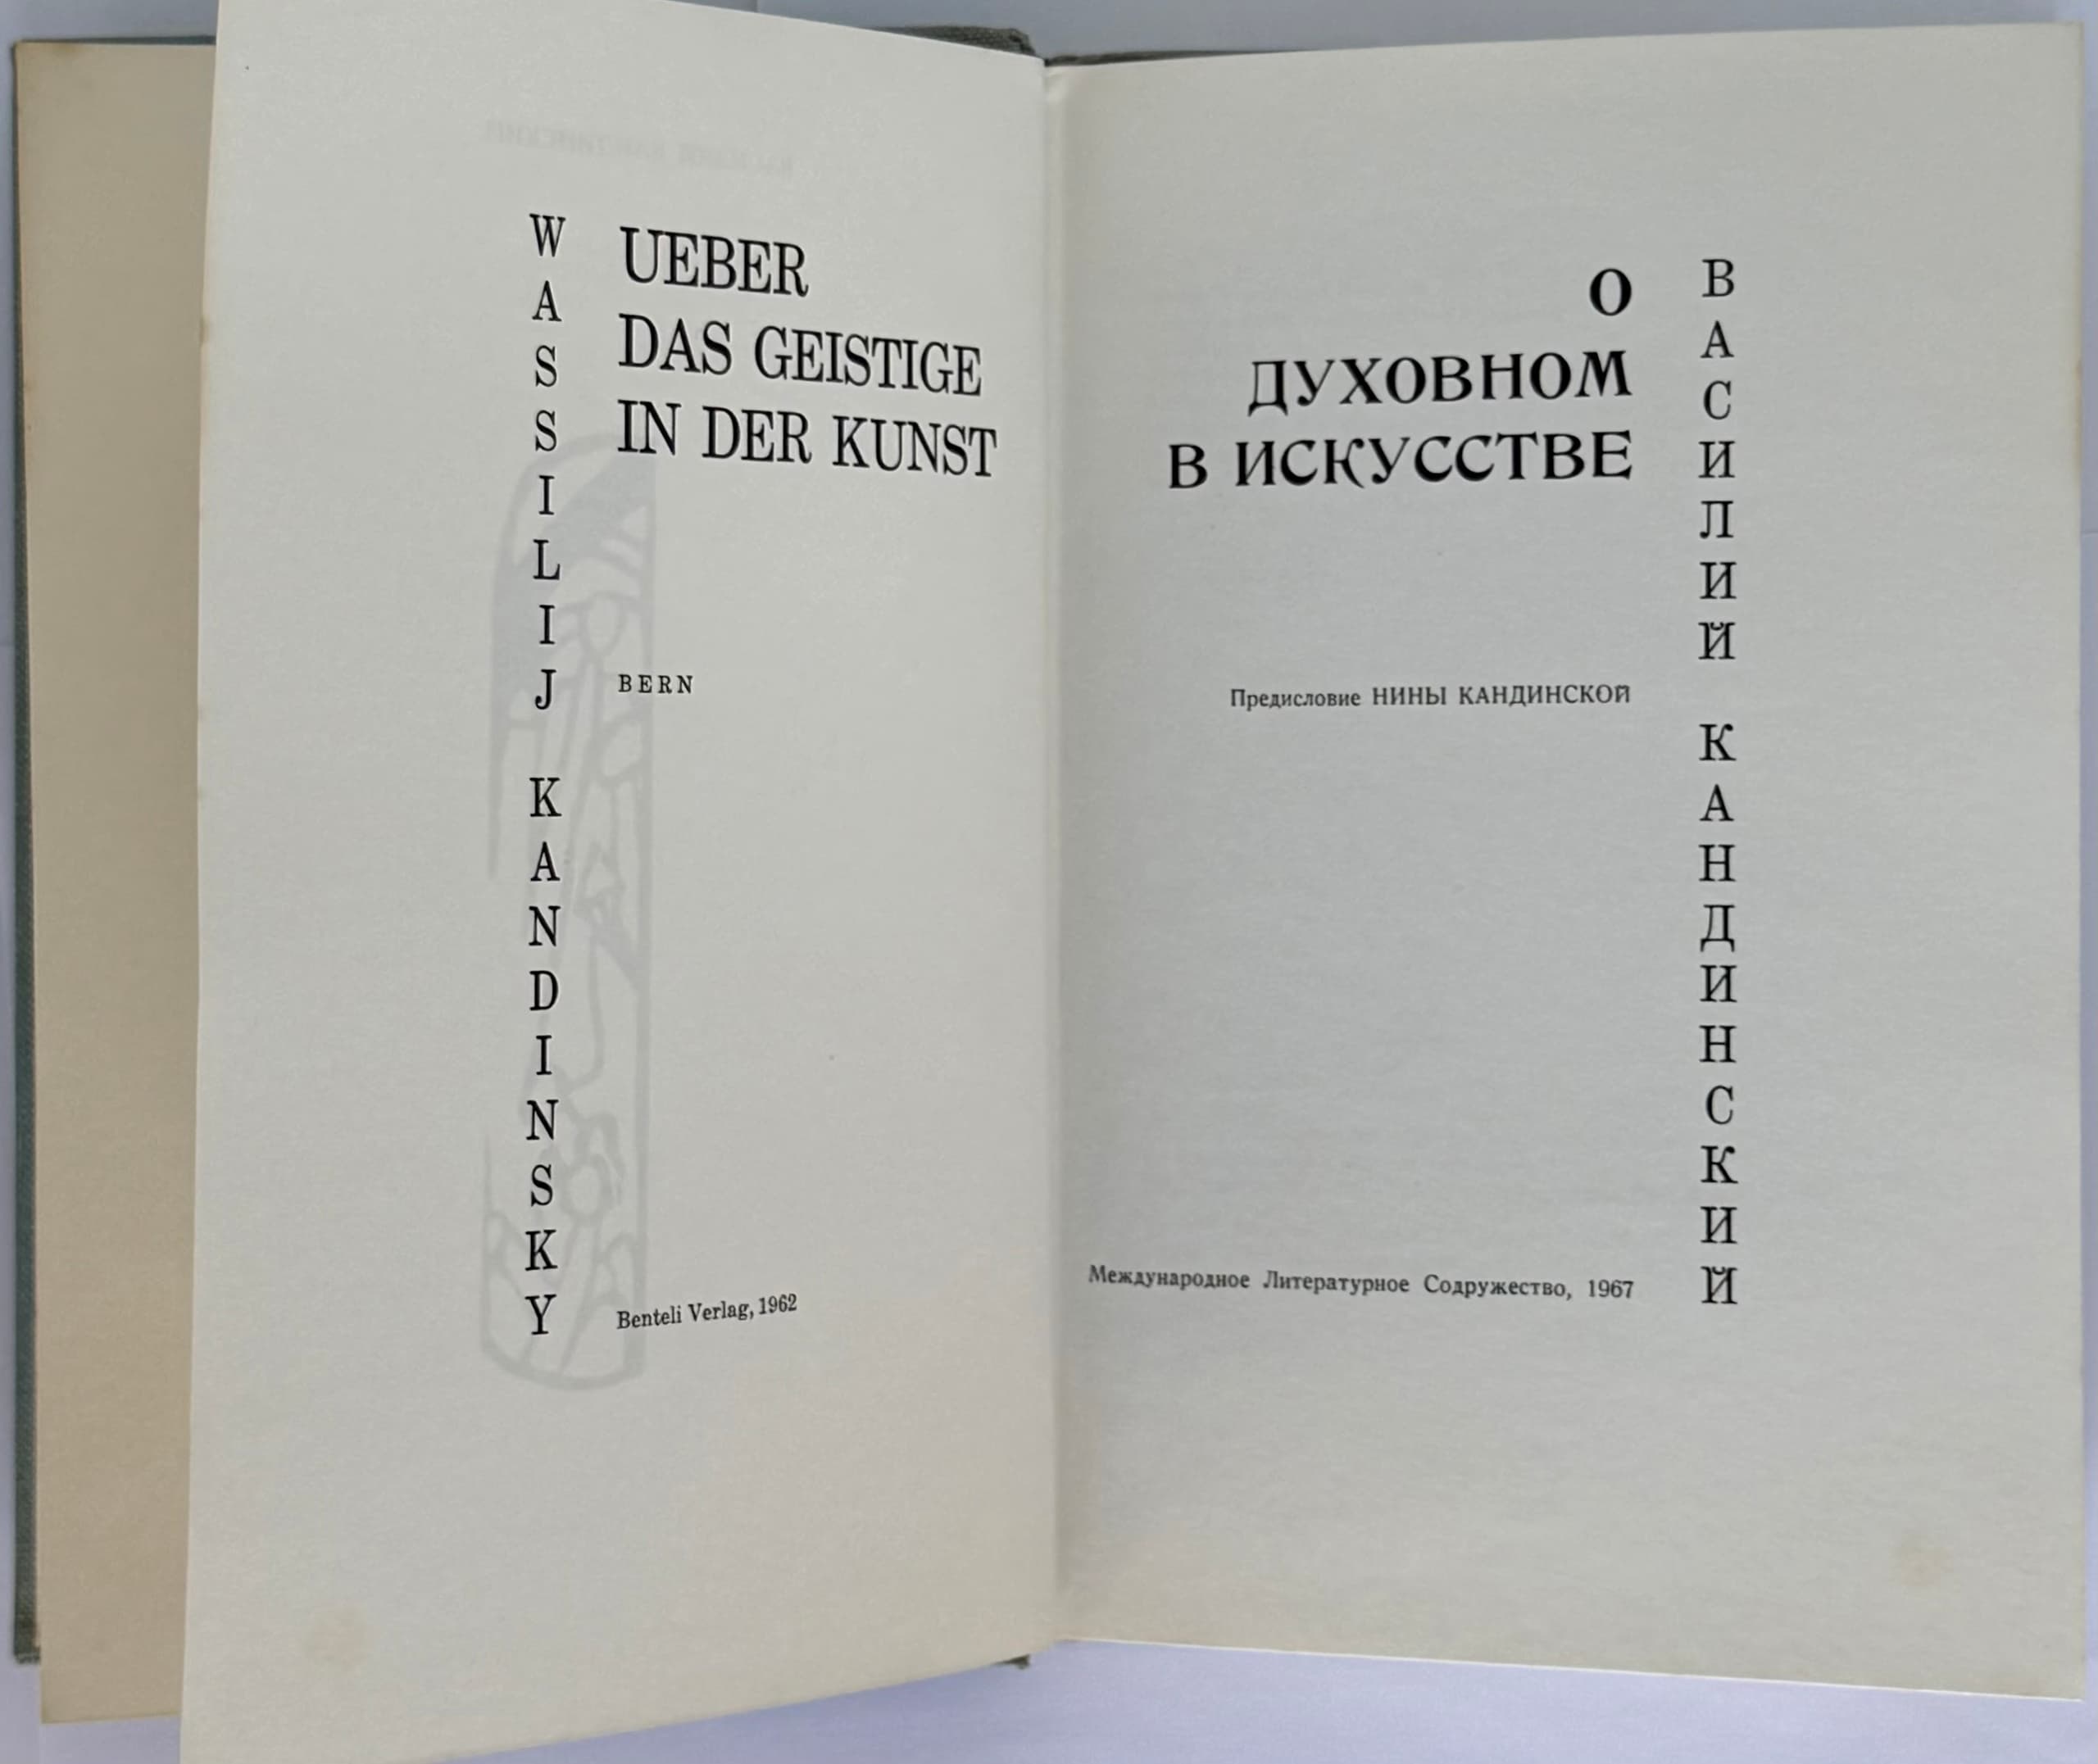 WASSILIJ KANDINSKY
UEBER
DAS GEISTIGE
IN DER KUNST
BERN
Benteli Verlag, 1962
О
ДУХОВНОМ
В ИСКУССТВЕ
ВАСИЛИЙ КАНДИНСКИЙ
Предисловие НИНЫ КАНДИНСКОЙ
Международное Литературное Содружество, 1967